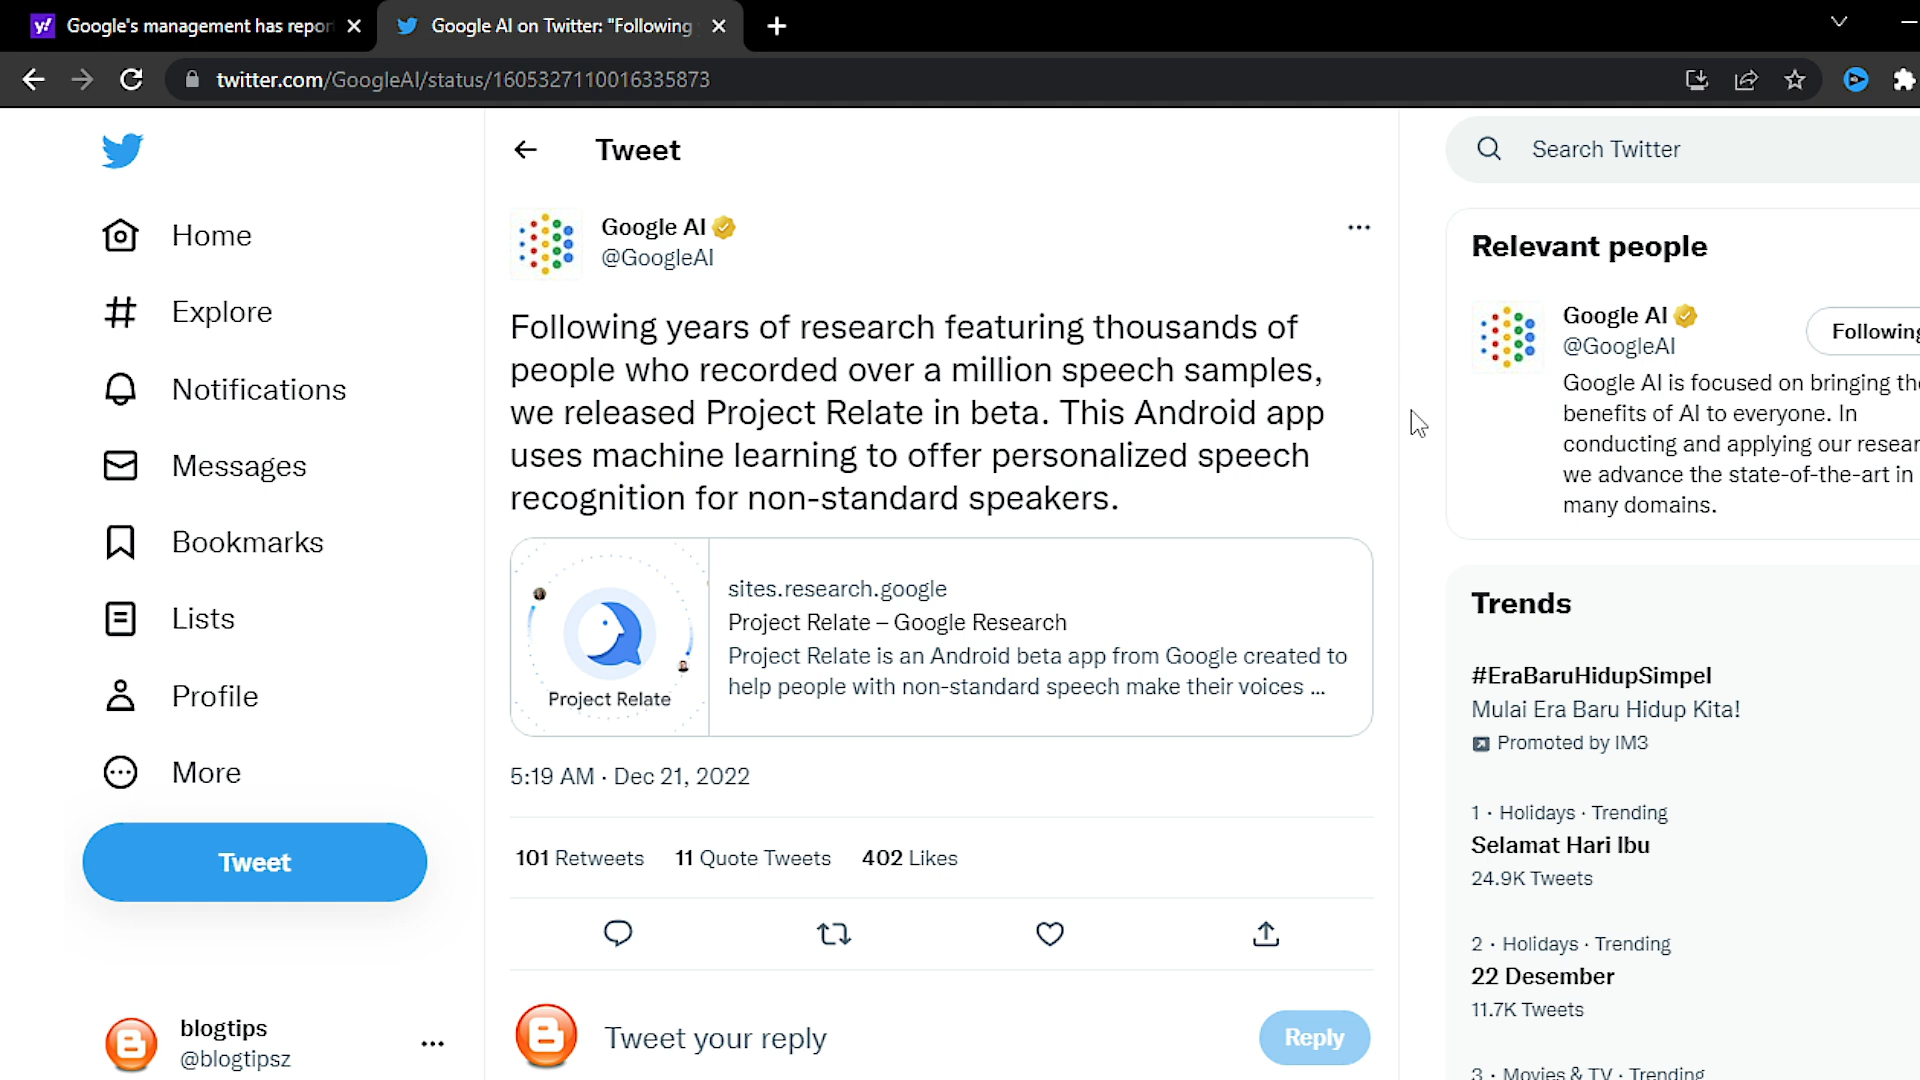 Google's management has repor
Google AI on Twitter: "Following
twitter.com/GoogleAI/status/1605327110016335873
Home
Explore
Notifications
Messages
Bookmarks
Lists
Profile
More
Tweet
blogtips
@blogtipsz
Tweet
Google AI
@GoogleAI
Following years of research featuring thousands of
people who recorded over a million speech samples,
we released Project Relate in beta. This Android app
uses machine learning to offer personalized speech
recognition for non-standard speakers.
Project Relate
sites.research.google
Project Relate – Google Research
Project Relate is an Android beta app from Google created to
help people with non-standard speech make their voices ...
5:19 AM · Dec 21, 2022
101 Retweets 11 Quote Tweets 402 Likes
Tweet your reply
Reply
Search Twitter
Relevant people
Google AI
@GoogleAI
Following
Google AI is focused on bringing the
benefits of AI to everyone. In
conducting and applying our resear
we advance the state-of-the-art in
many domains.
Trends
#EraBaruHidupSimpel
Mulai Era Baru Hidup Kita!
Promoted by IM3
1 · Holidays · Trending
Selamat Hari Ibu
24.9K Tweets
2 · Holidays · Trending
22 Desember
11.7K Tweets
3 · Movies & TV · Trending